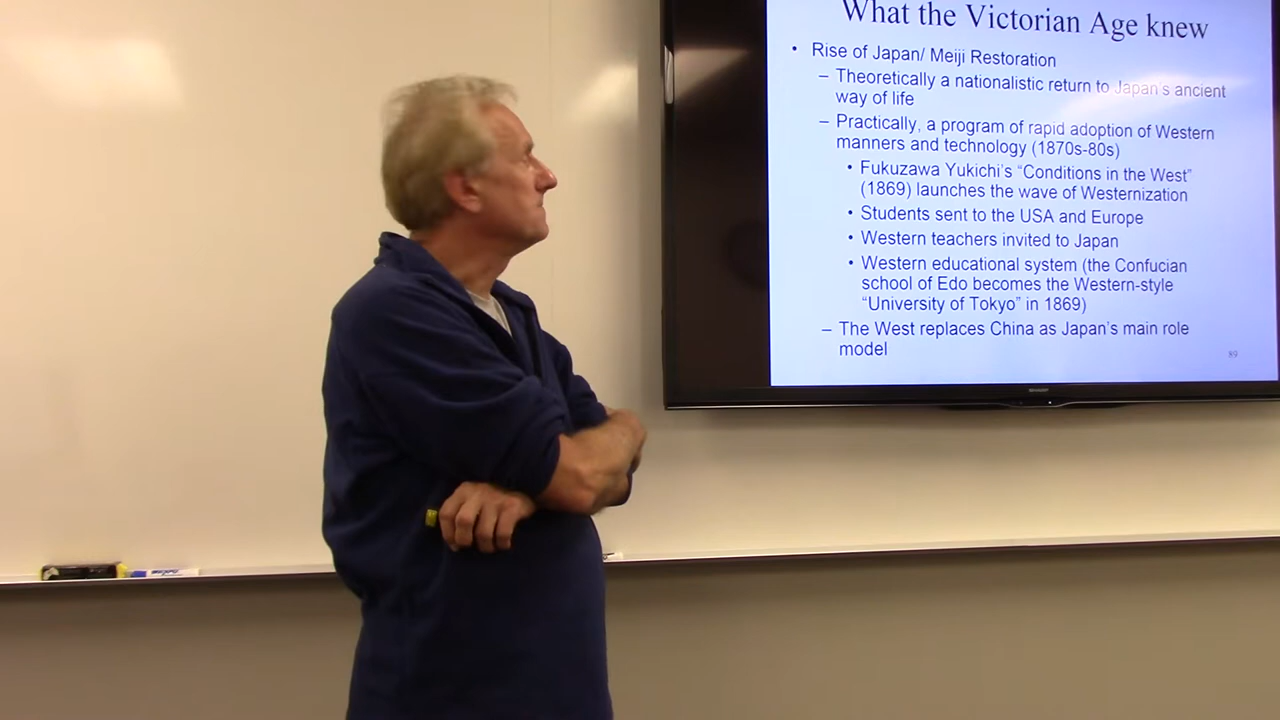 What the Victorian Age knew
• Rise of Japan/ Meiji Restoration
– Theoretically a nationalistic return to Japan's ancient
way of life
– Practically, a program of rapid adoption of Western
manners and technology (1870s-80s)
• Fukuzawa Yukichi's “Conditions in the West”
(1869) launches the wave of Westernization
• Students sent to the USA and Europe
• Western teachers invited to Japan
• Western educational system (the Confucian
school of Edo becomes the Western-style
“University of Tokyo” in 1869)
– The West replaces China as Japan's main role
model
89
SHARP